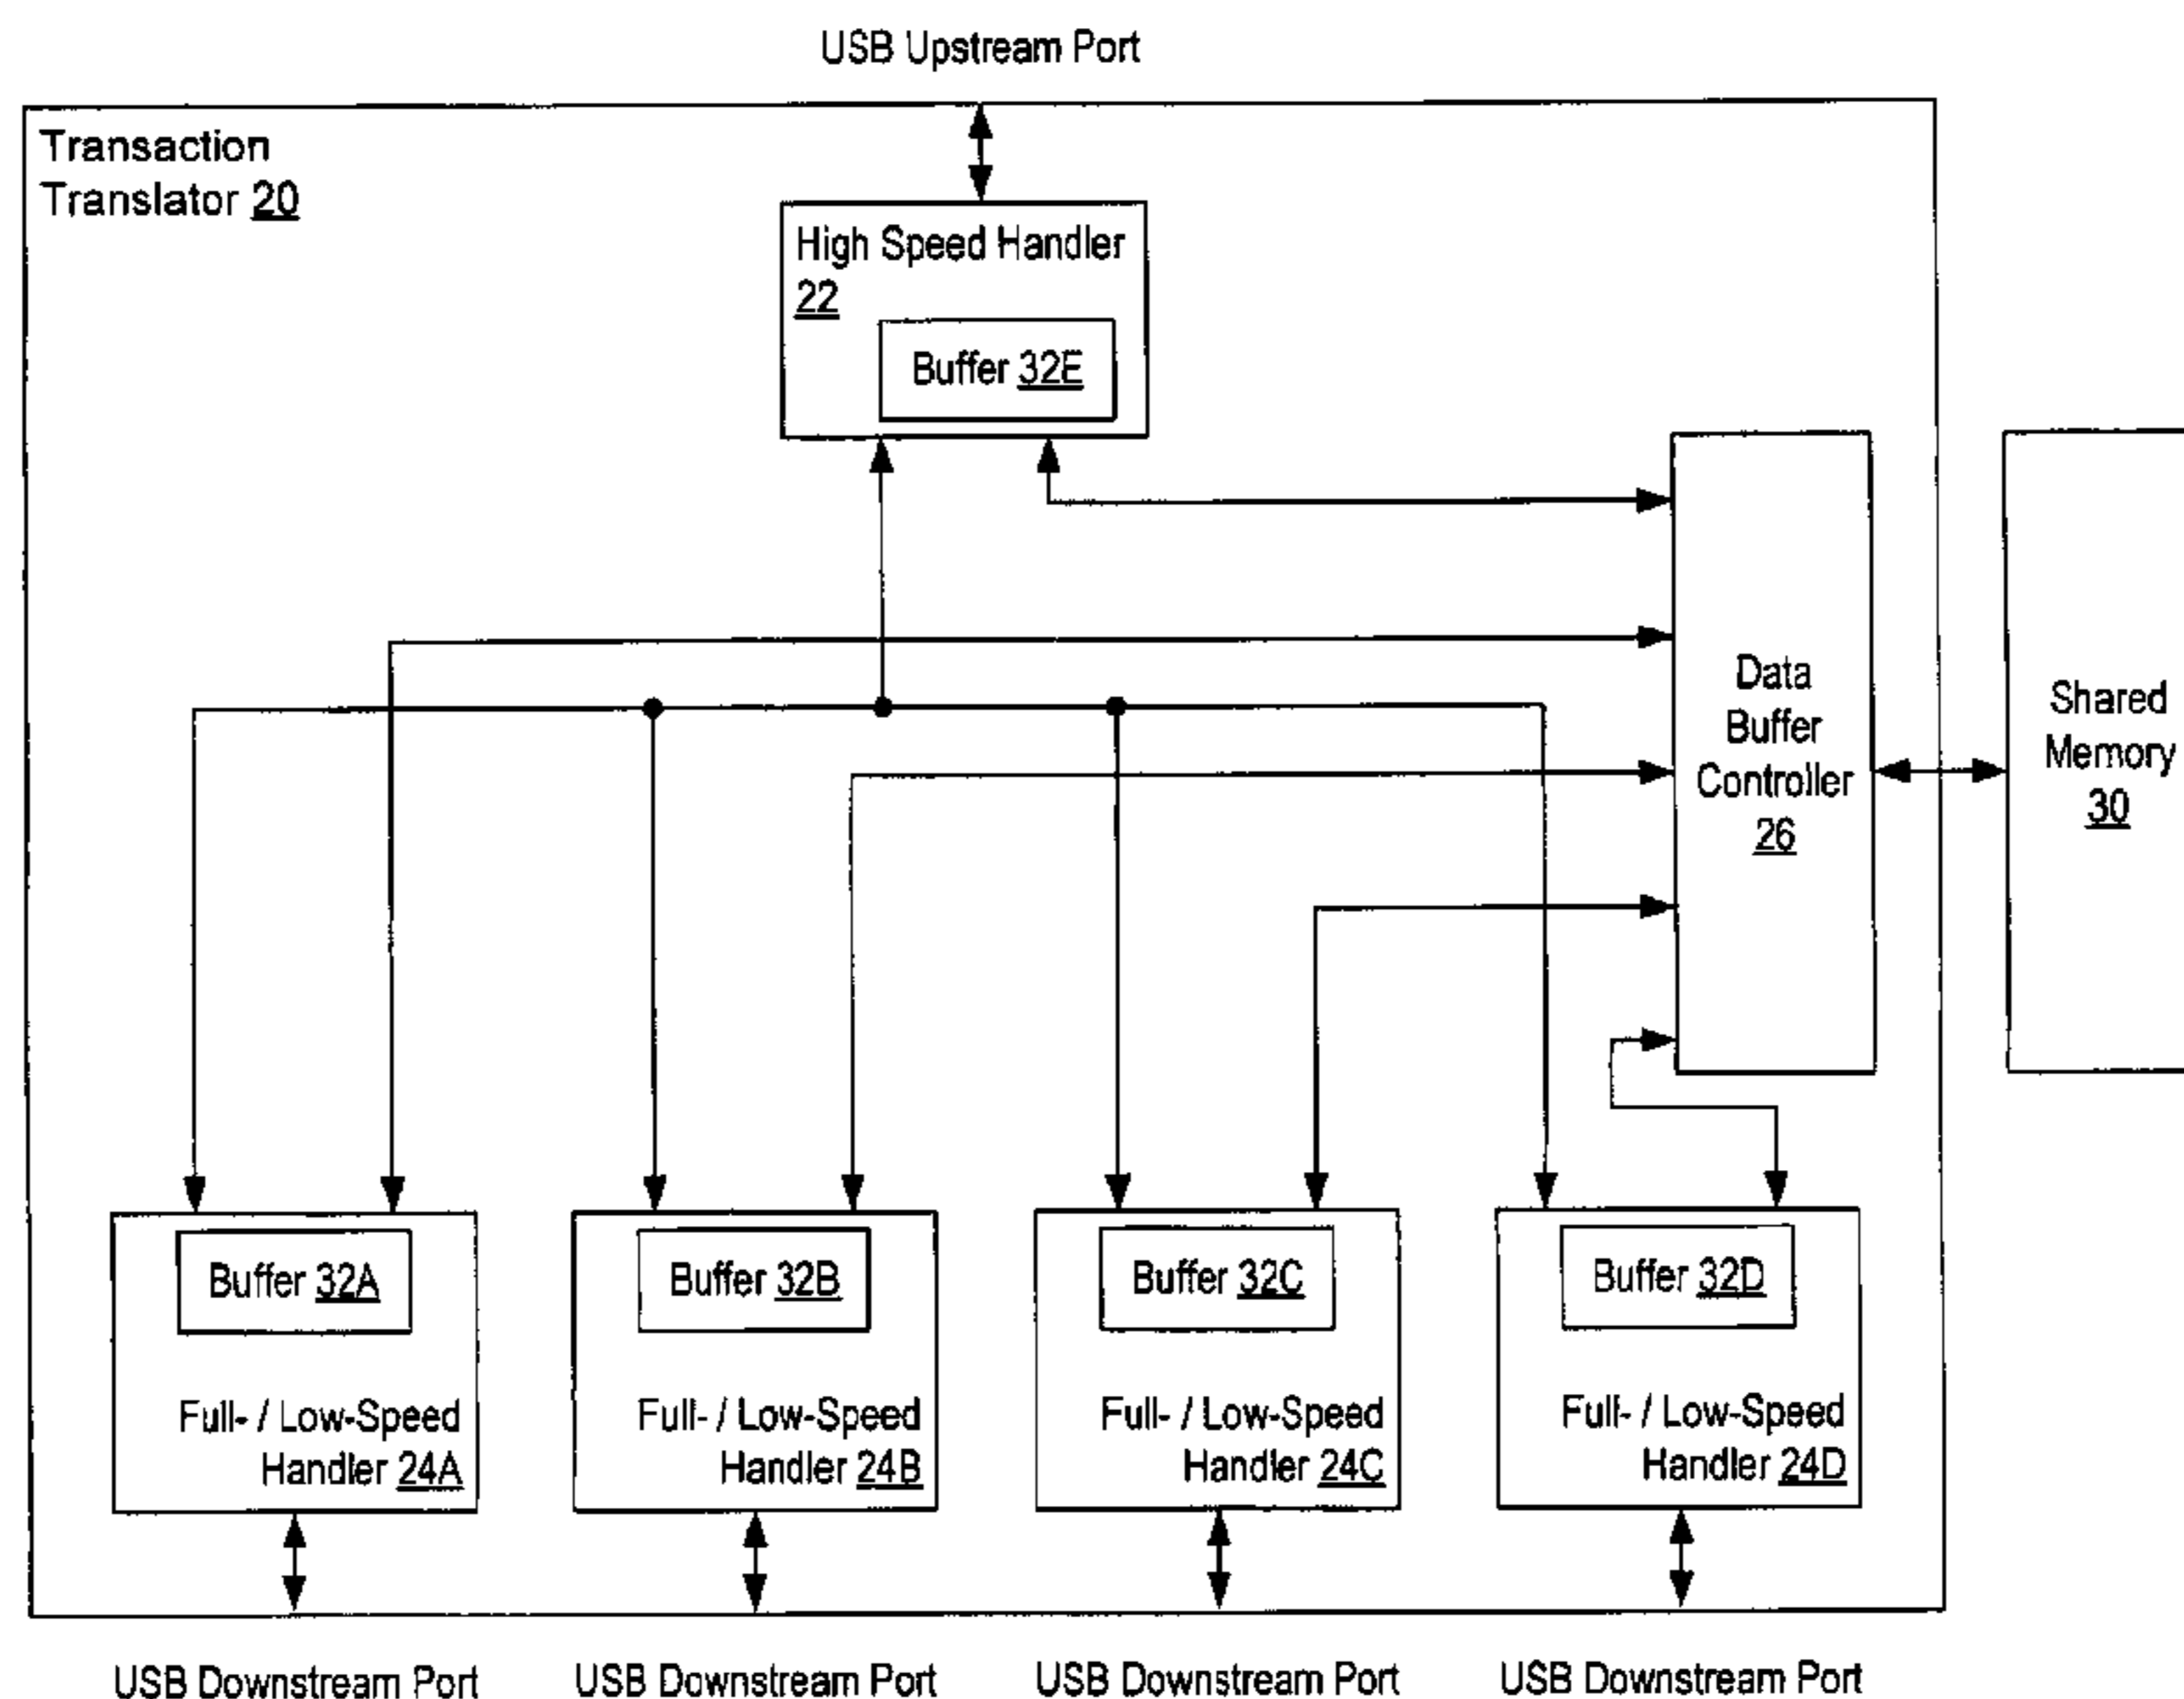 USB Upstream Port
Transaction
Translator 20
High Speed Handler
22
Buffer 32E
Data
Buffer
Controller
26
Shared
Memory
30
Buffer 32A
Full- / Low-Speed
Handler 24A
Buffer 32B
Full- / Low-Speed
Handler 24B
Buffer 32C
Full- / Low-Speed
Handler 24C
Buffer 32D
Full- / Low-Speed
Handler 24D
USB Downstream Port
USB Downstream Port
USB Downstream Port
USB Downstream Port